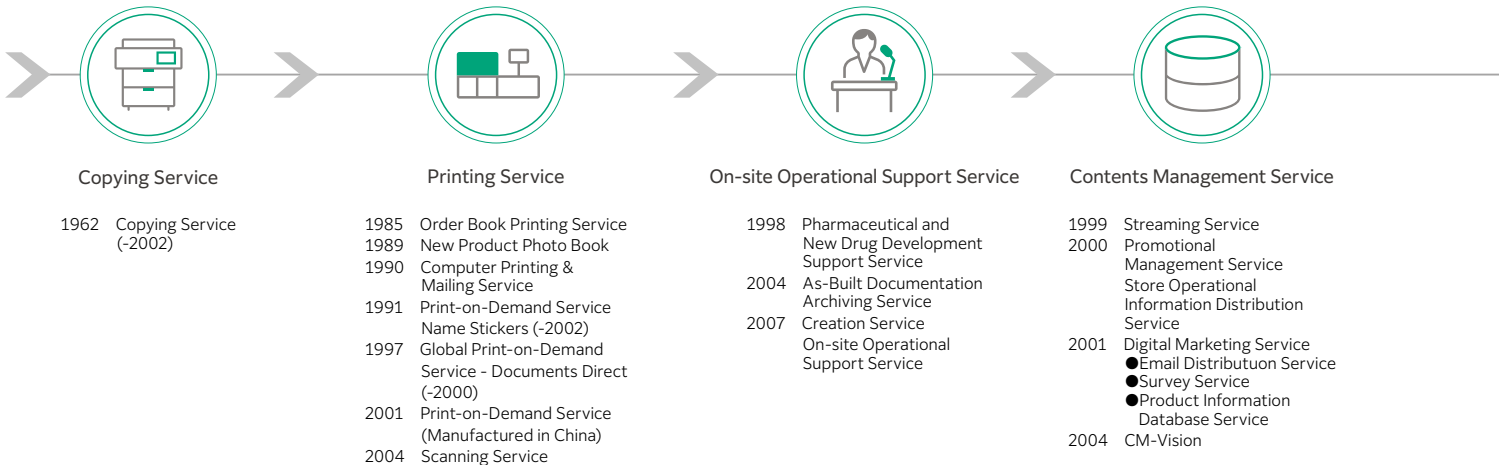 Copying Service
1962 Copying Service
(-2002)
Printing Service
1985 Order Book Printing Service
1989 New Product Photo Book
1990 Computer Printing &
Mailing Service
1991 Print-on-Demand Service
Name Stickers (-2002)
1997 Global Print-on-Demand
Service - Documents Direct
(-2000)
2001 Print-on-Demand Service
(Manufactured in China)
2004 Scanning Service
On-site Operational Support Service
1998 Pharmaceutical and
New Drug Development
Support Service
2004 As-Built Documentation
Archiving Service
2007 Creation Service
On-site Operational
Support Service
Contents Management Service
1999 Streaming Service
2000 Promotional
Management Service
Store Operational
Information Distribution
Service
2001 Digital Marketing Service
●Email Distributuon Service
●Survey Service
●Product Information
Database Service
2004 CM-Vision